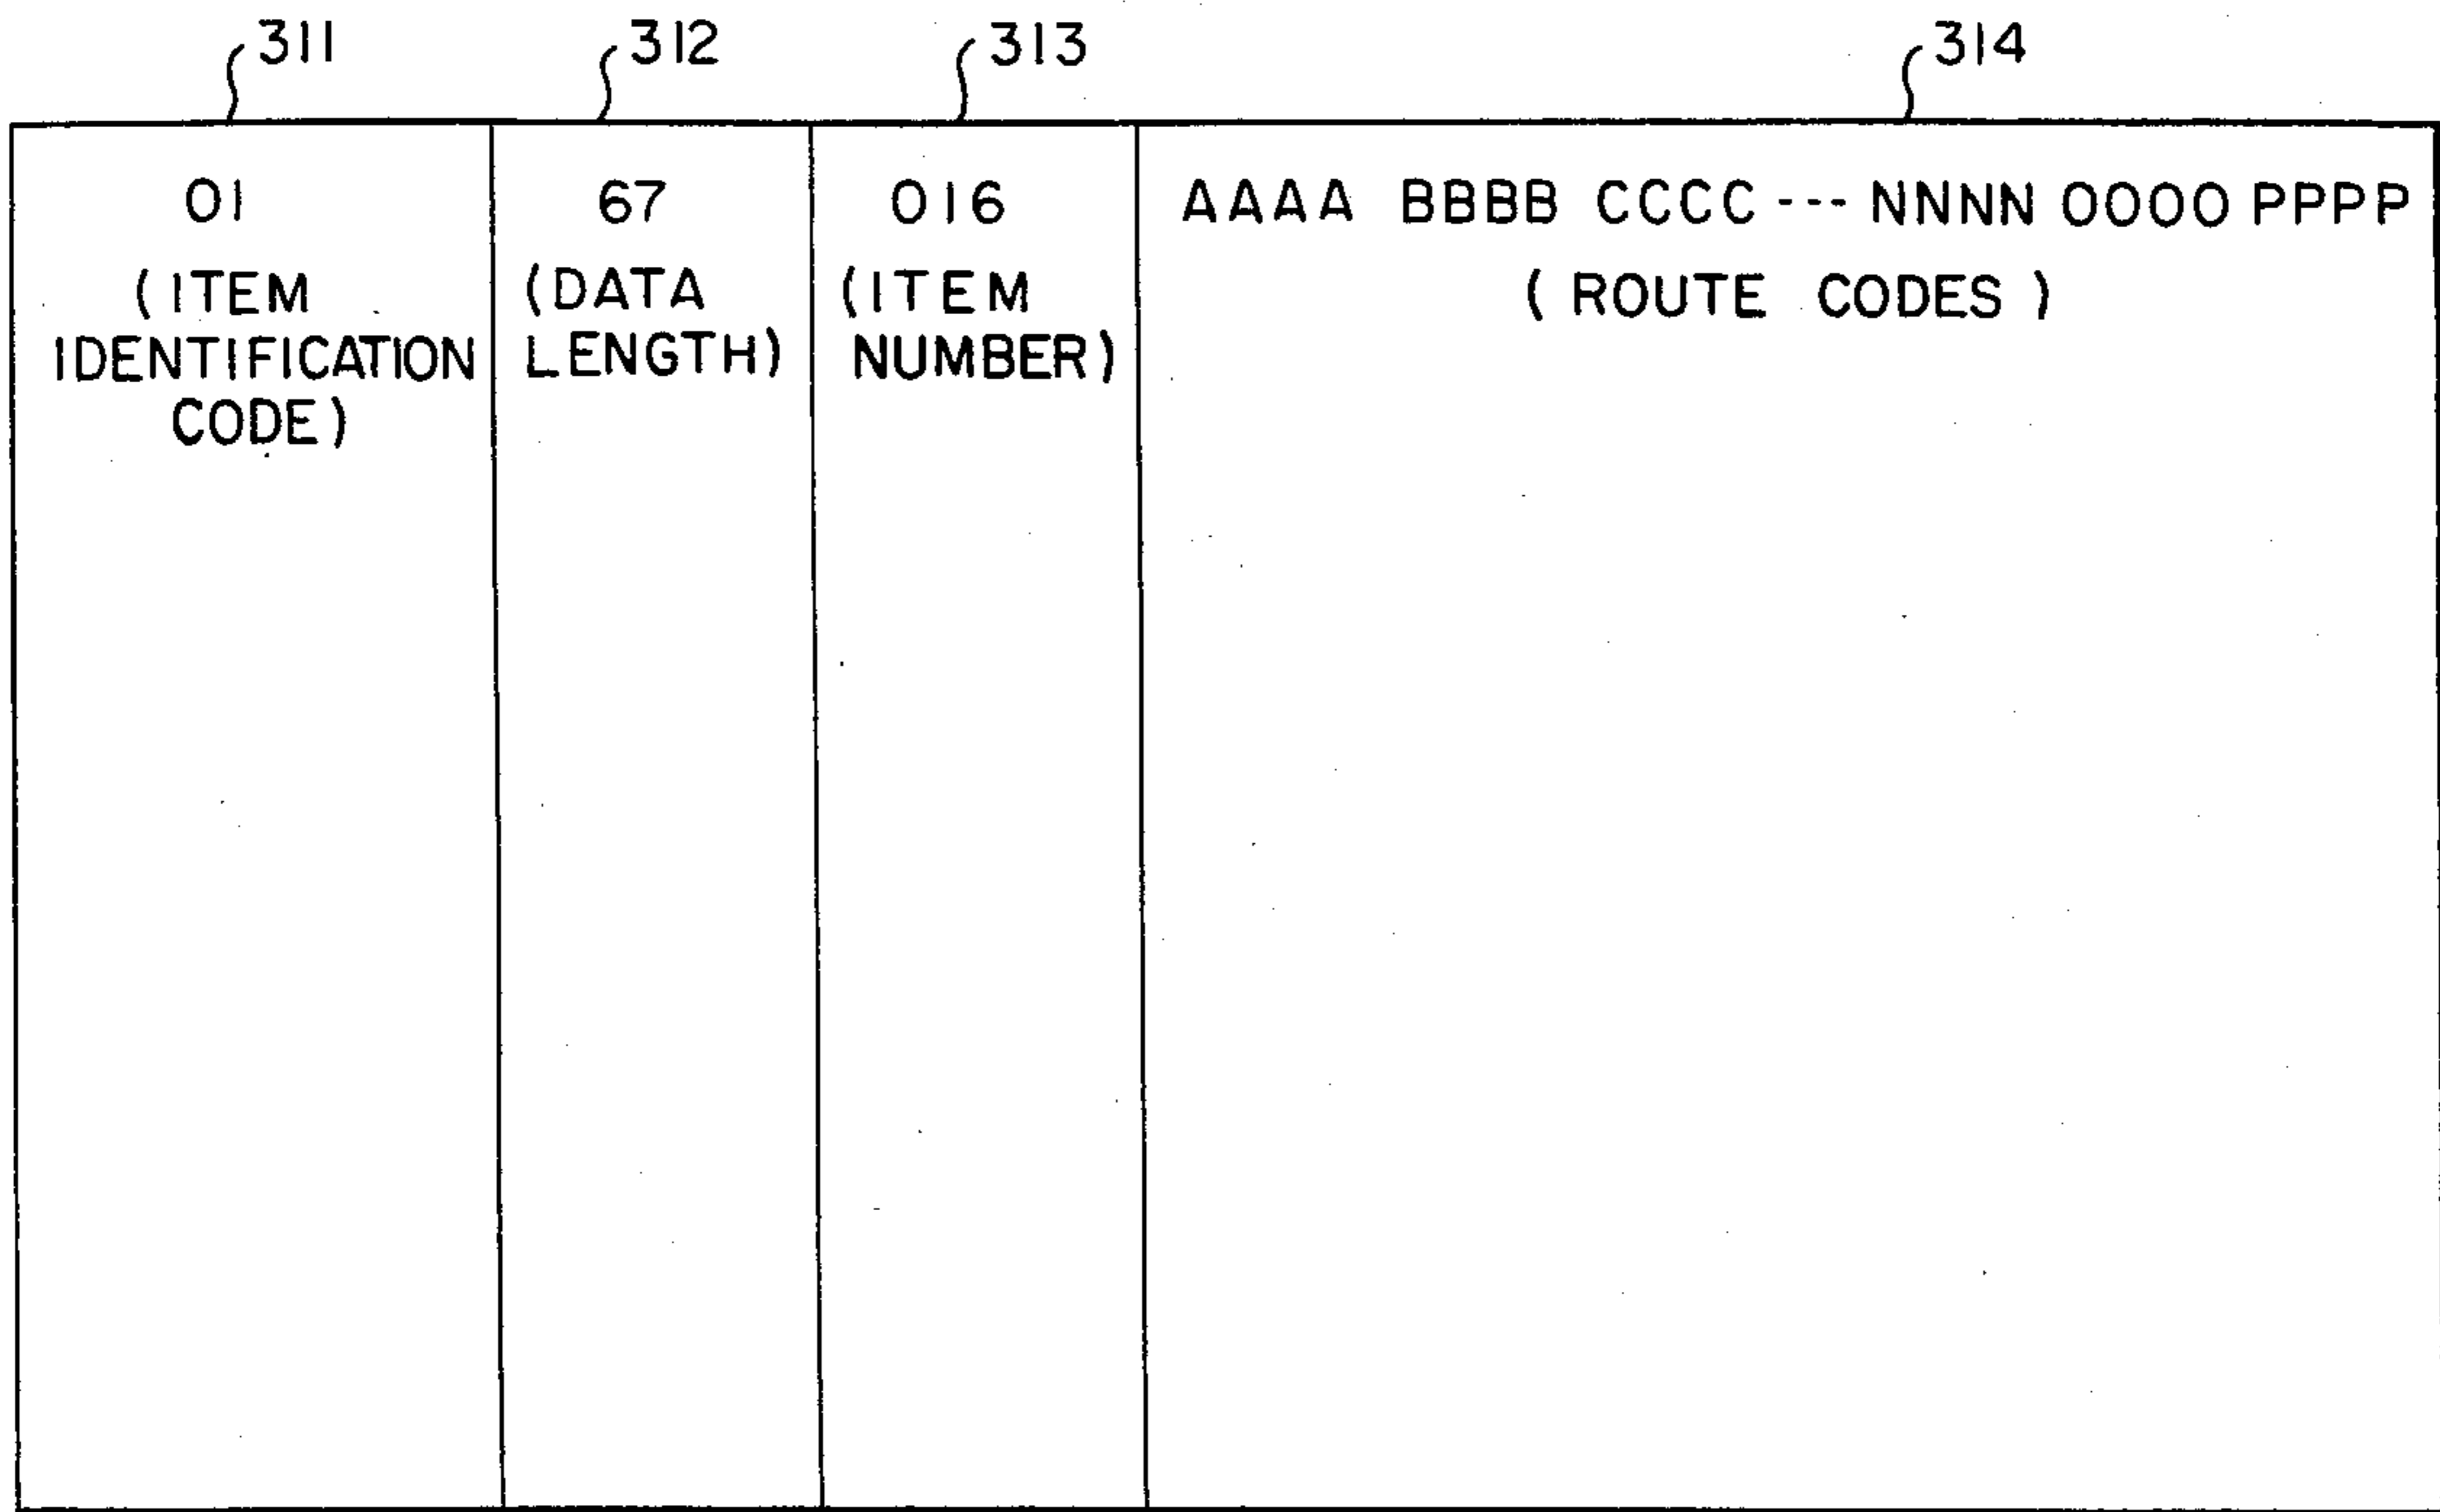 311 312 313 314
01 67 016 AAAA BBBB CCCC --- NNNN OOOO PPPP
(ITEM IDENTIFICATION CODE)
(DATA LENGTH)
(ITEM NUMBER)
(ROUTE CODES)